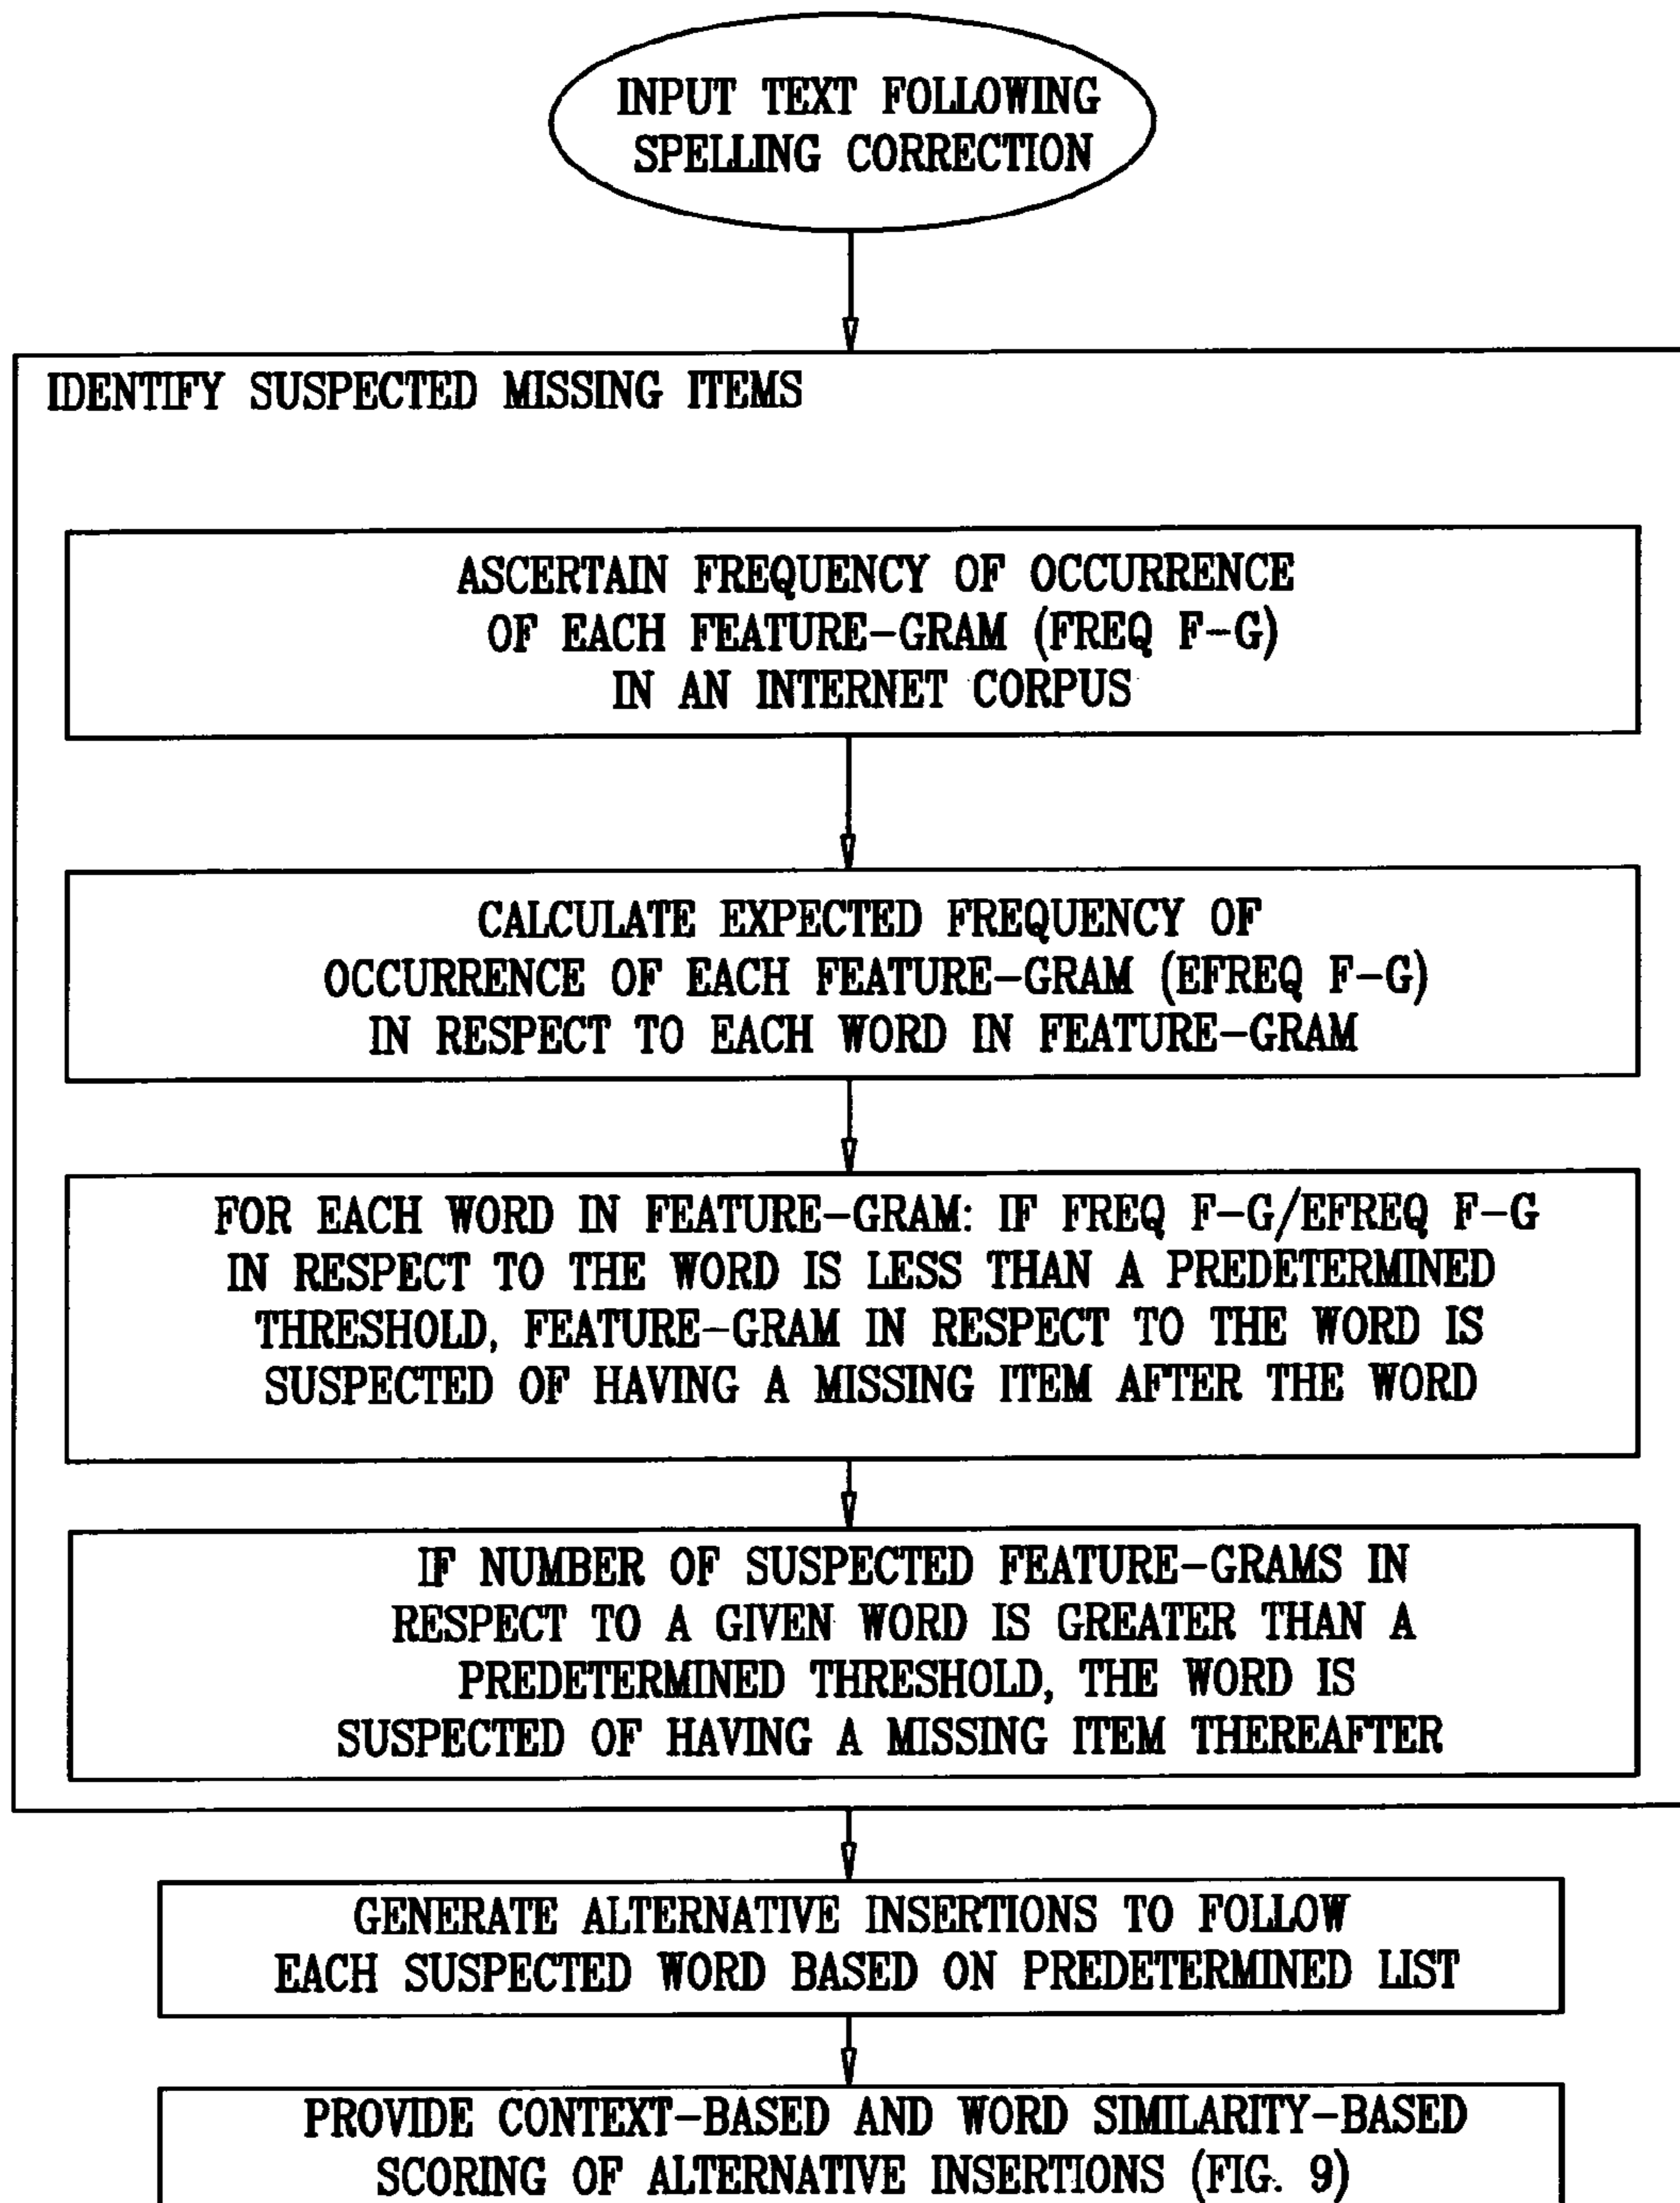 INPUT TEXT FOLLOWING
SPELLING CORRECTION
IDENTIFY SUSPECTED MISSING ITEMS
ASCERTAIN FREQUENCY OF OCCURRENCE
OF EACH FEATURE-GRAM (FREQ F-G)
IN AN INTERNET CORPUS
CALCULATE EXPECTED FREQUENCY OF
OCCURRENCE OF EACH FEATURE-GRAM (EFREQ F-G)
IN RESPECT TO EACH WORD IN FEATURE-GRAM
FOR EACH WORD IN FEATURE-GRAM: IF FREQ F-G/EFREQ F-G
IN RESPECT TO THE WORD IS LESS THAN A PREDETERMINED
THRESHOLD, FEATURE-GRAM IN RESPECT TO THE WORD IS
SUSPECTED OF HAVING A MISSING ITEM AFTER THE WORD
IF NUMBER OF SUSPECTED FEATURE-GRAMS IN
RESPECT TO A GIVEN WORD IS GREATER THAN A
PREDETERMINED THRESHOLD, THE WORD IS
SUSPECTED OF HAVING A MISSING ITEM THEREAFTER
GENERATE ALTERNATIVE INSERTIONS TO FOLLOW
EACH SUSPECTED WORD BASED ON PREDETERMINED LIST
PROVIDE CONTEXT-BASED AND WORD SIMILARITY-BASED
SCORING OF ALTERNATIVE INSERTIONS (FIG. 9)